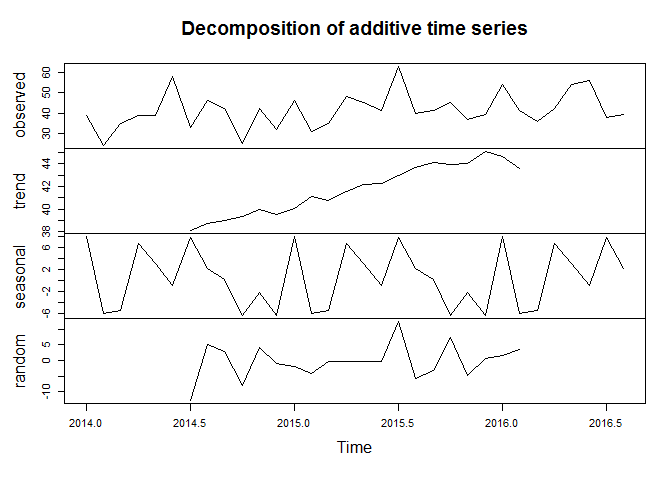 Decomposition of additive time series
observed
30 40 50 60
trend
38 40 42 44
seasonal
-6 -2 2 6
random
-10 0 5
2014.0 2014.5 2015.0 2015.5 2016.0 2016.5
Time